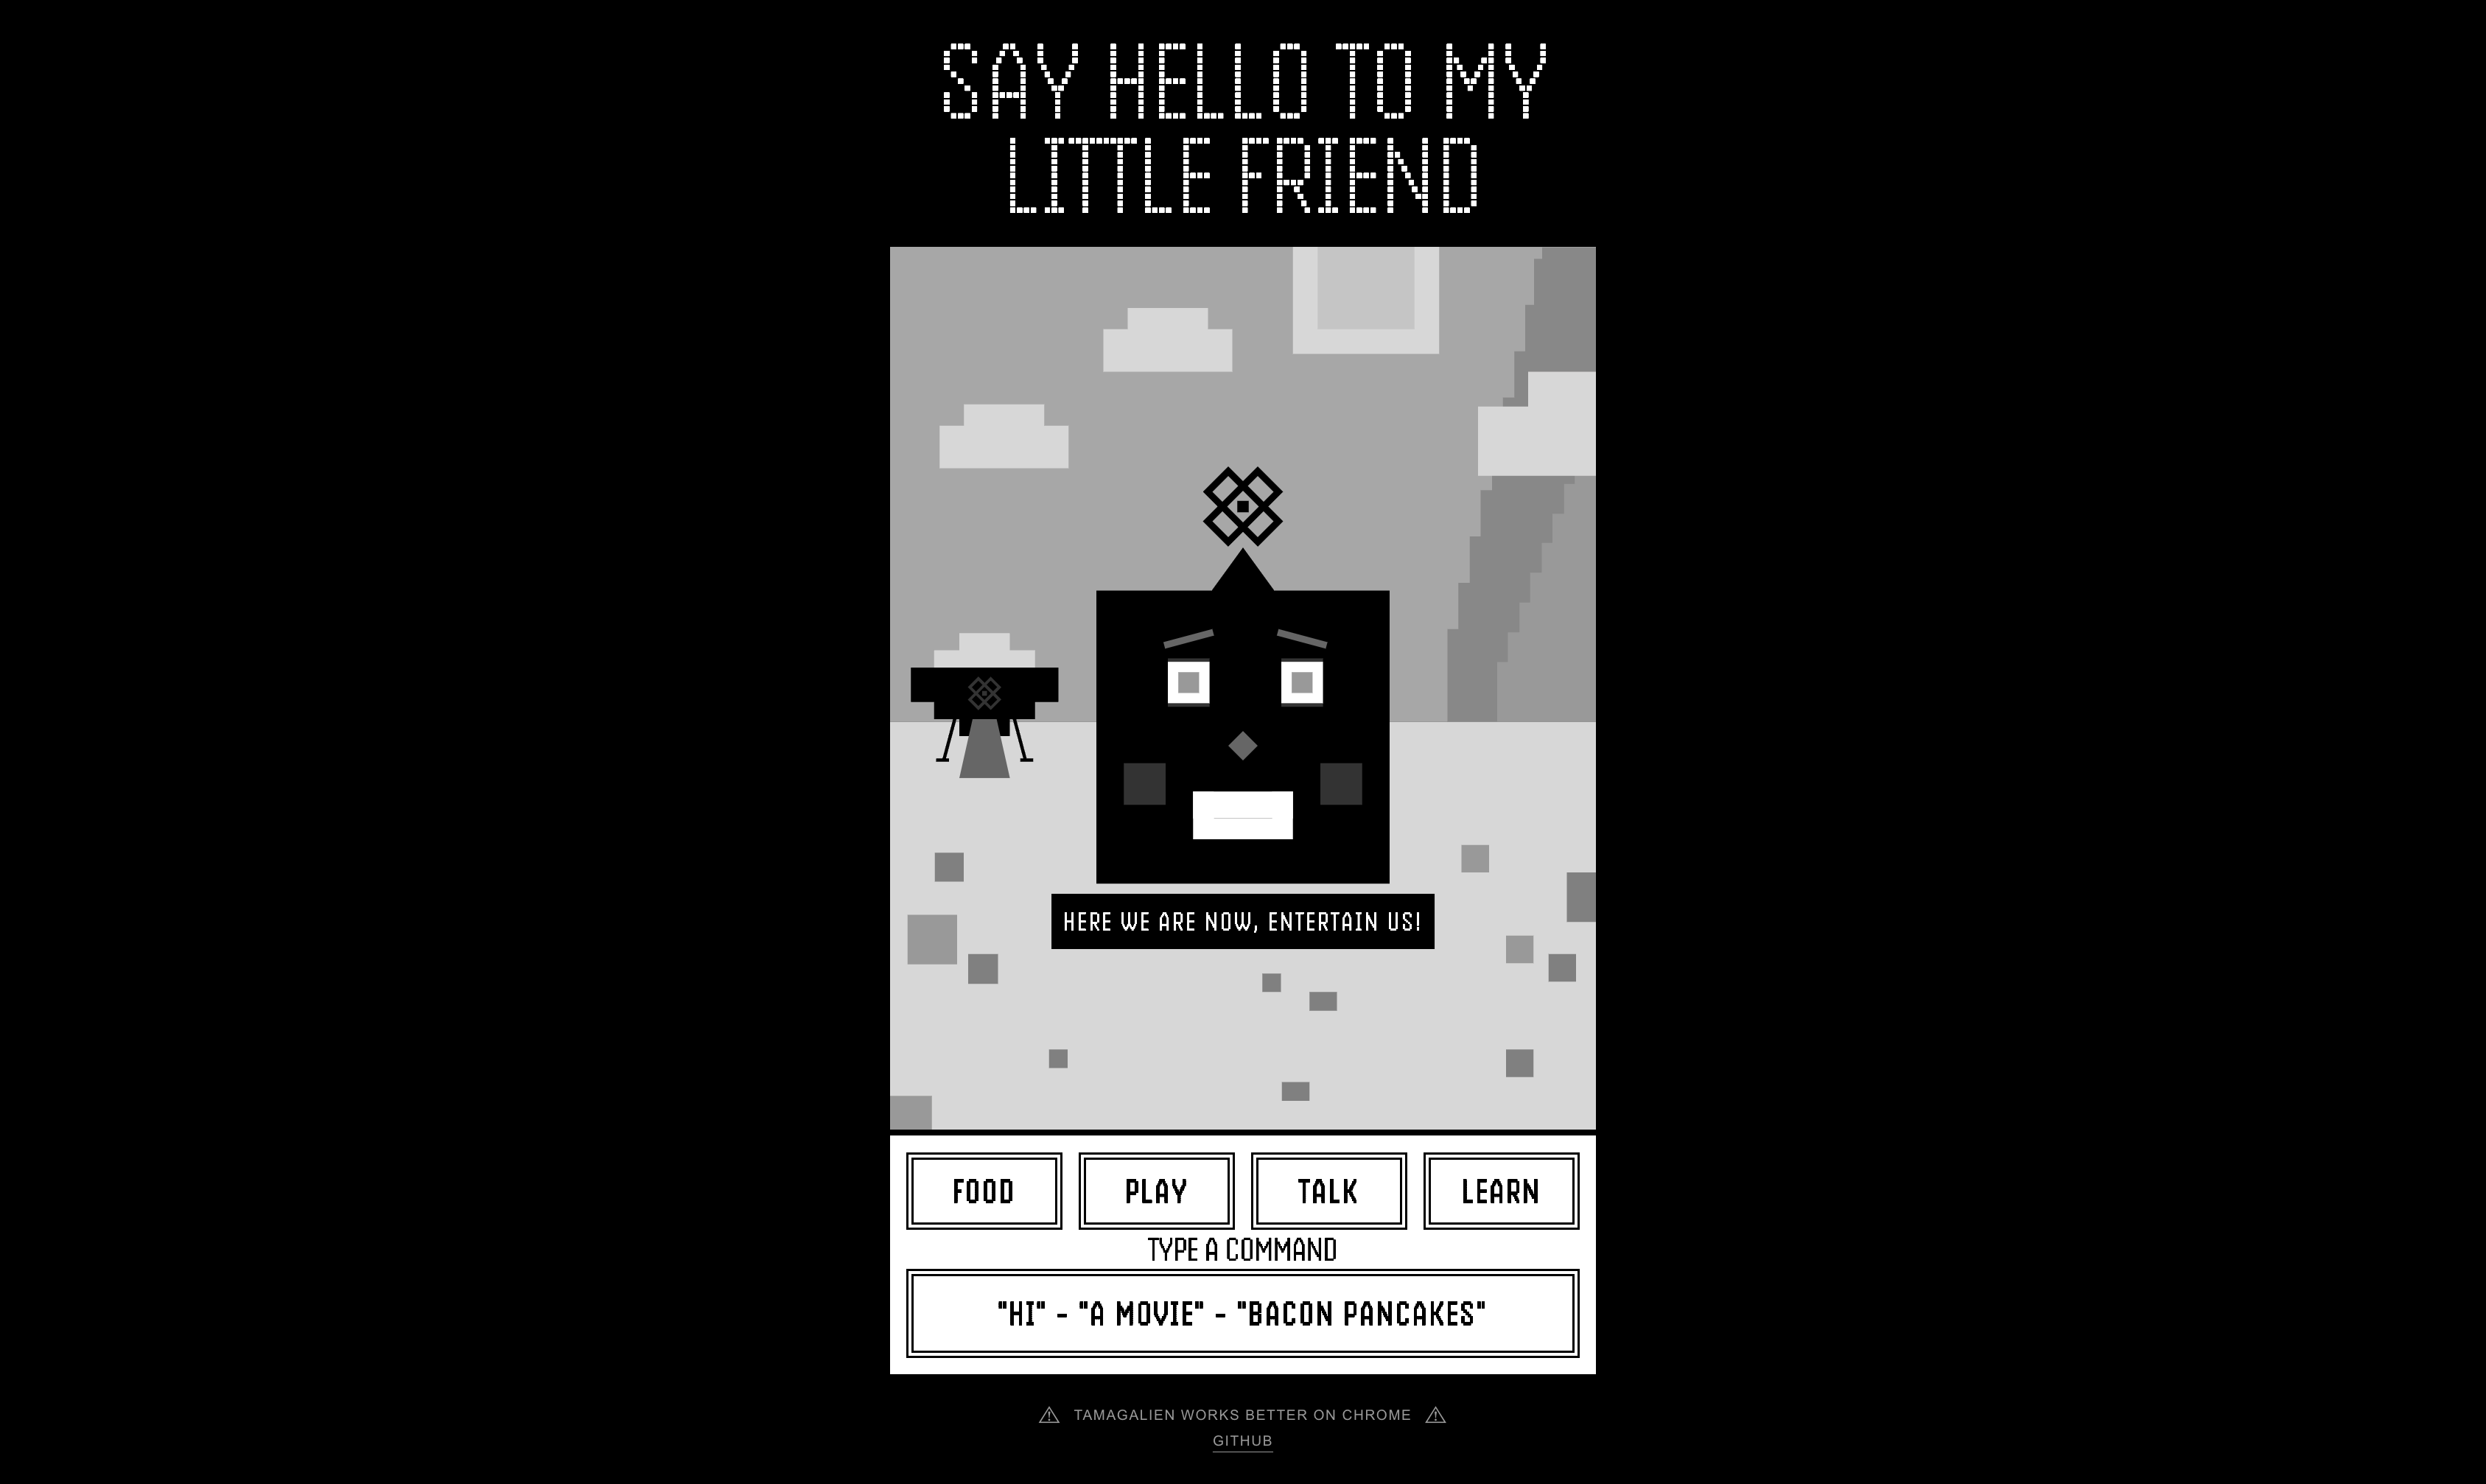 SAY HELLO TO MY
LITTLE FRIEND
HERE WE ARE NOW, ENTERTAIN US!
FOOD PLAY TALK LEARN
TYPE A COMMAND
"HI" - "A MOVIE" - "BACON PANCAKES"
TAMAGALIEN WORKS BETTER ON CHROME
GITHUB